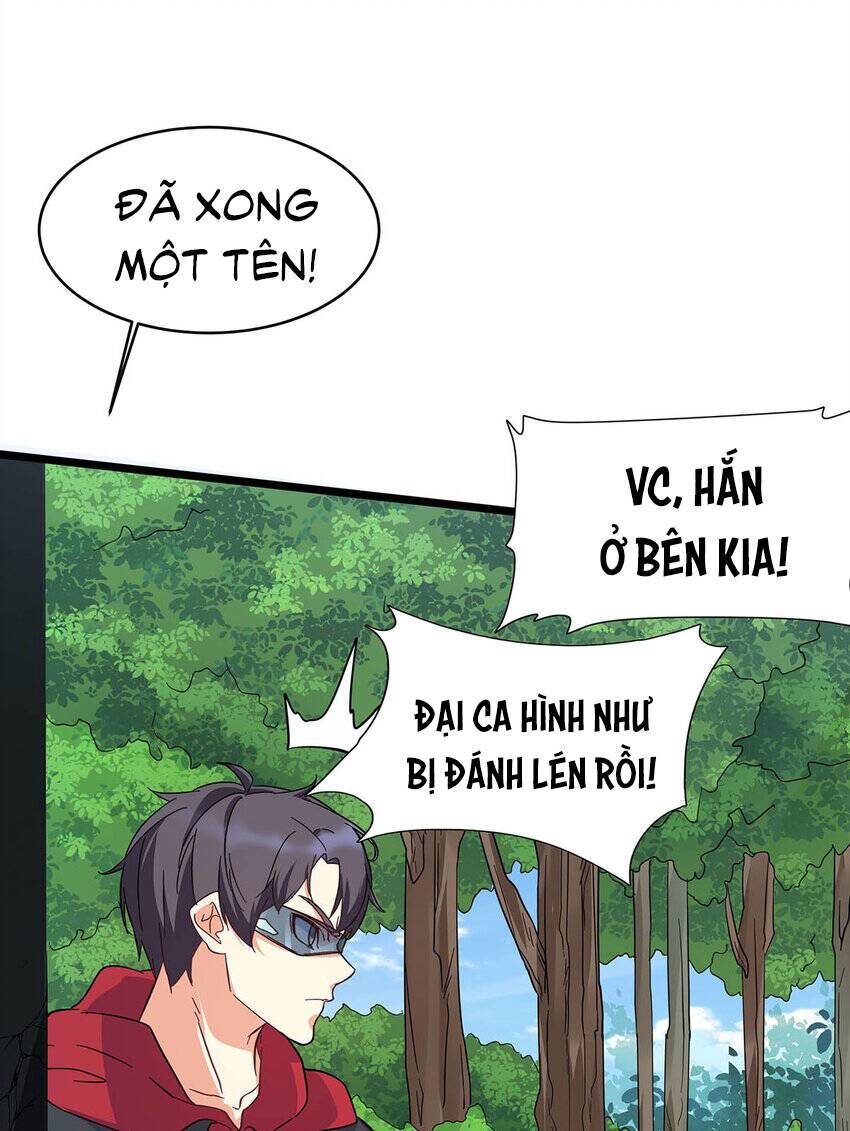 ĐÃ XONG
MỘT TÊN!
VC, HẮN
Ở BÊN KIA!
ĐẠI CA HÌNH NHƯ
BỊ ĐÁNH LÉN RỒI!